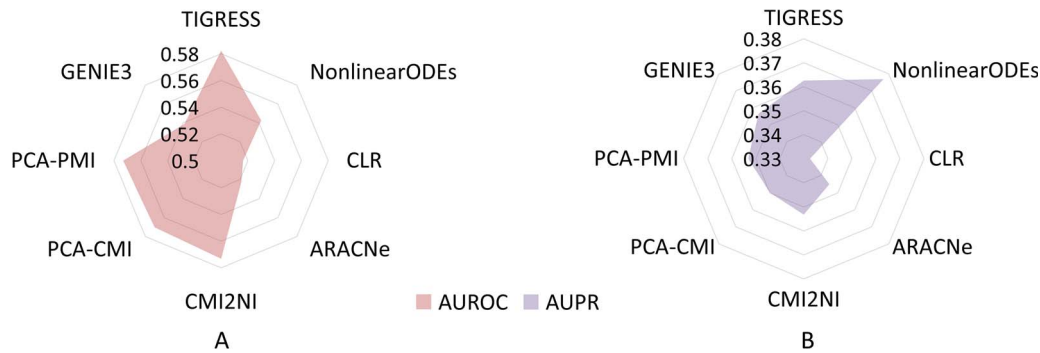 TIGRESS
0.58
GENIE3
NonlinearODEs
0.56
0.54
0.52
PCA-PMI
0.5
CLR
PCA-CMI
ARACNe
CMI2NI
A
TIGRESS
0.38
GENIE3
0.37
NonlinearODEs
0.36
0.35
0.34
PCA-PMI
0.33
CLR
PCA-CMI
ARACNe
CMI2NI
AUROC
AUPR
B